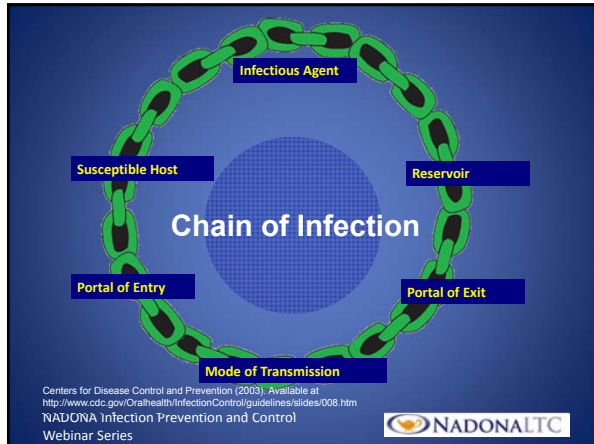 Infectious Agent
Susceptible Host
Reservoir
Chain of Infection
Portal of Entry
Portal of Exit
Mode of Transmission
Centers for Disease Control and Prevention (2003). Available at
http://www.cdc.gov/Oralhealth/InfectionControl/guidelines/slides/008.htm
NADONA Infection Prevention and Control
Webinar Series
NADONALTC